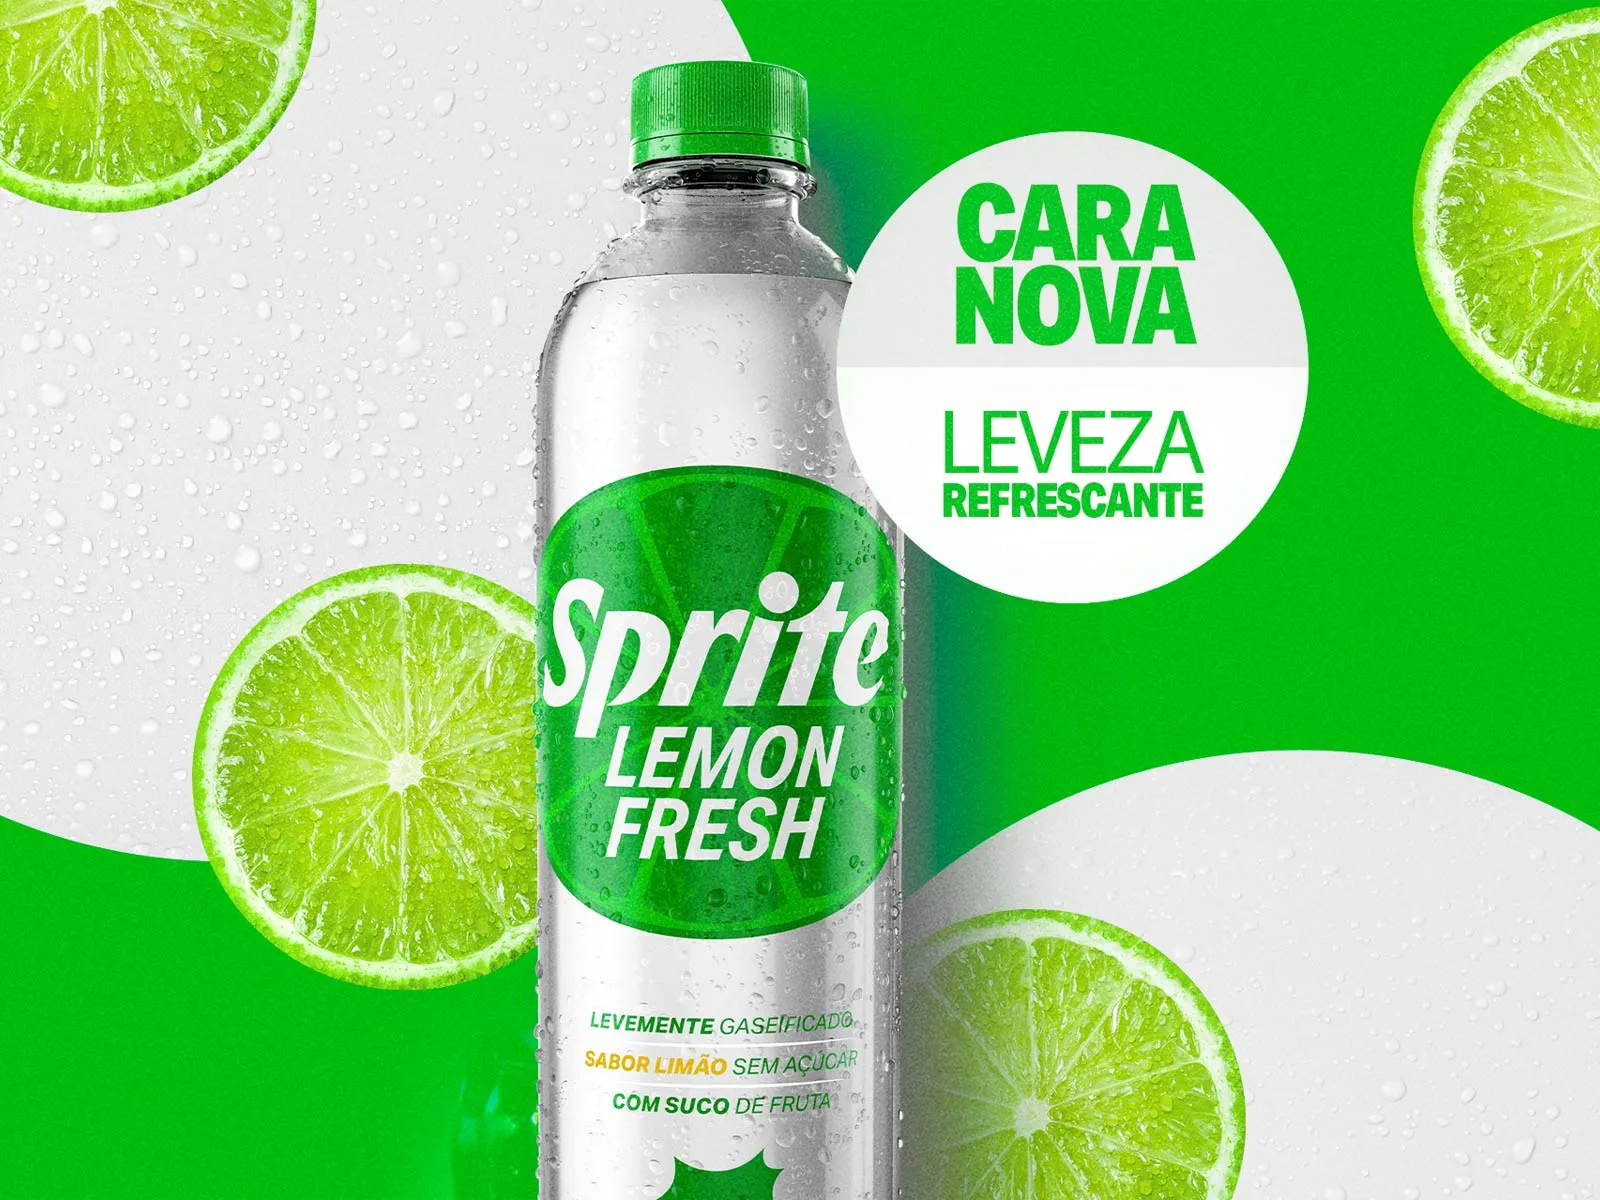 CARA
NOVA
LEVEZA
REFRESCANTE
Sprite
LEMON
FRESH
LEVEMENTE GASEIFICADO
SABOR LIMÃO SEM AÇÚCAR
COM SUCO DE FRUTA